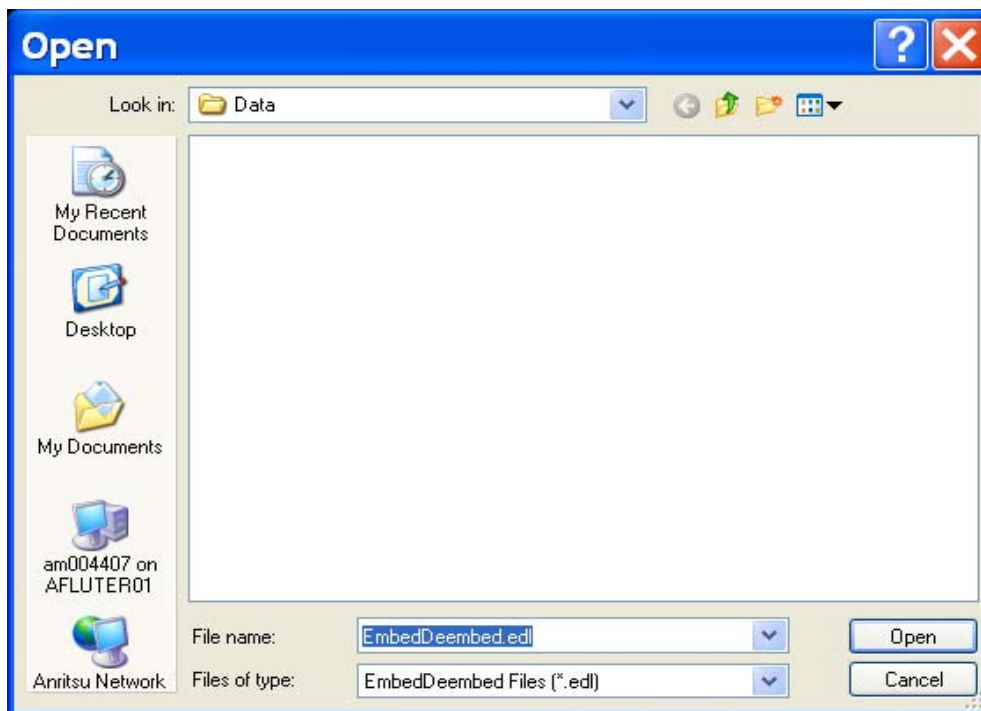 Open
Look in:
Data
My Recent
Documents
Desktop
My Documents
am004407 on
AFLUTER01
Anritsu Network
File name:
EmbedDeembed.edl
Open
Files of type:
EmbedDeembed Files (*.edl)
Cancel